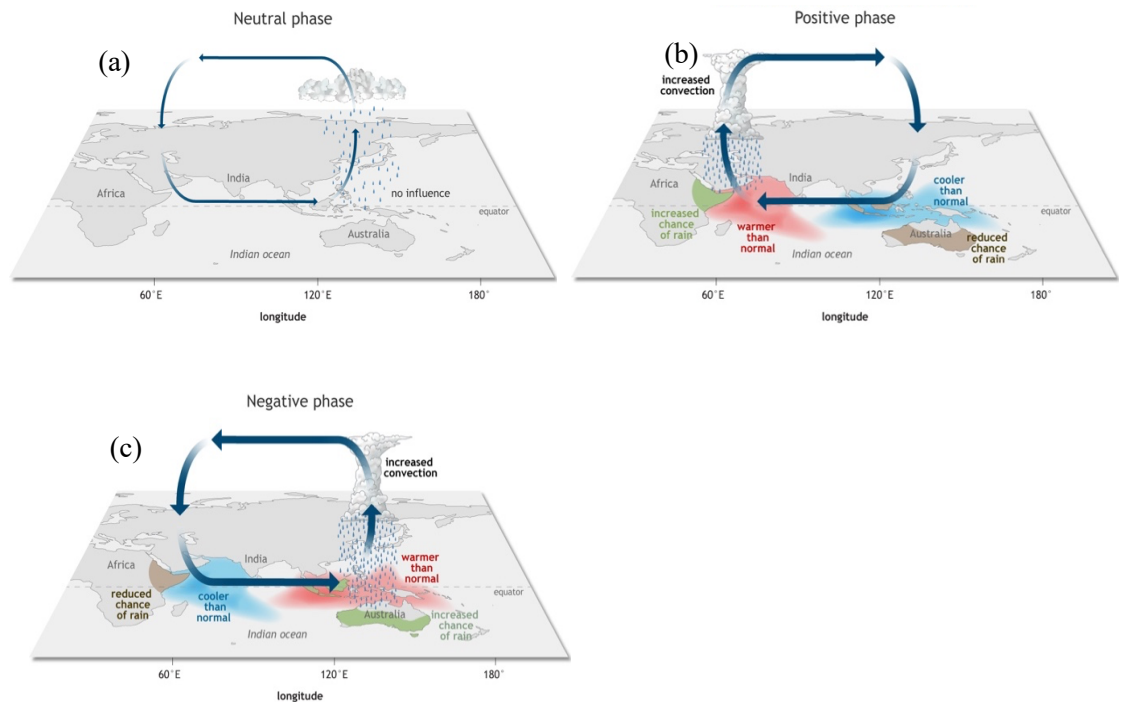 Neutral phase
(a)
India
Africa
no influence
equator
Australia
Indian ocean
60°E
120°E
180°
longitude
Positive phase
(b)
increased
convection
India
Africa
cooler
than
normal
increased
chance
of rain
warmer
than
normal
equator
Australia
reduced
chance
of rain
Indian ocean
60°E
120°E
180°
longitude
Negative phase
(c)
increased
convection
India
Africa
warmer
than
normal
reduced
chance
of rain
cooler
than
normal
equator
Australia
increased
chance
of rain
Indian ocean
60°E
120°E
180°
longitude